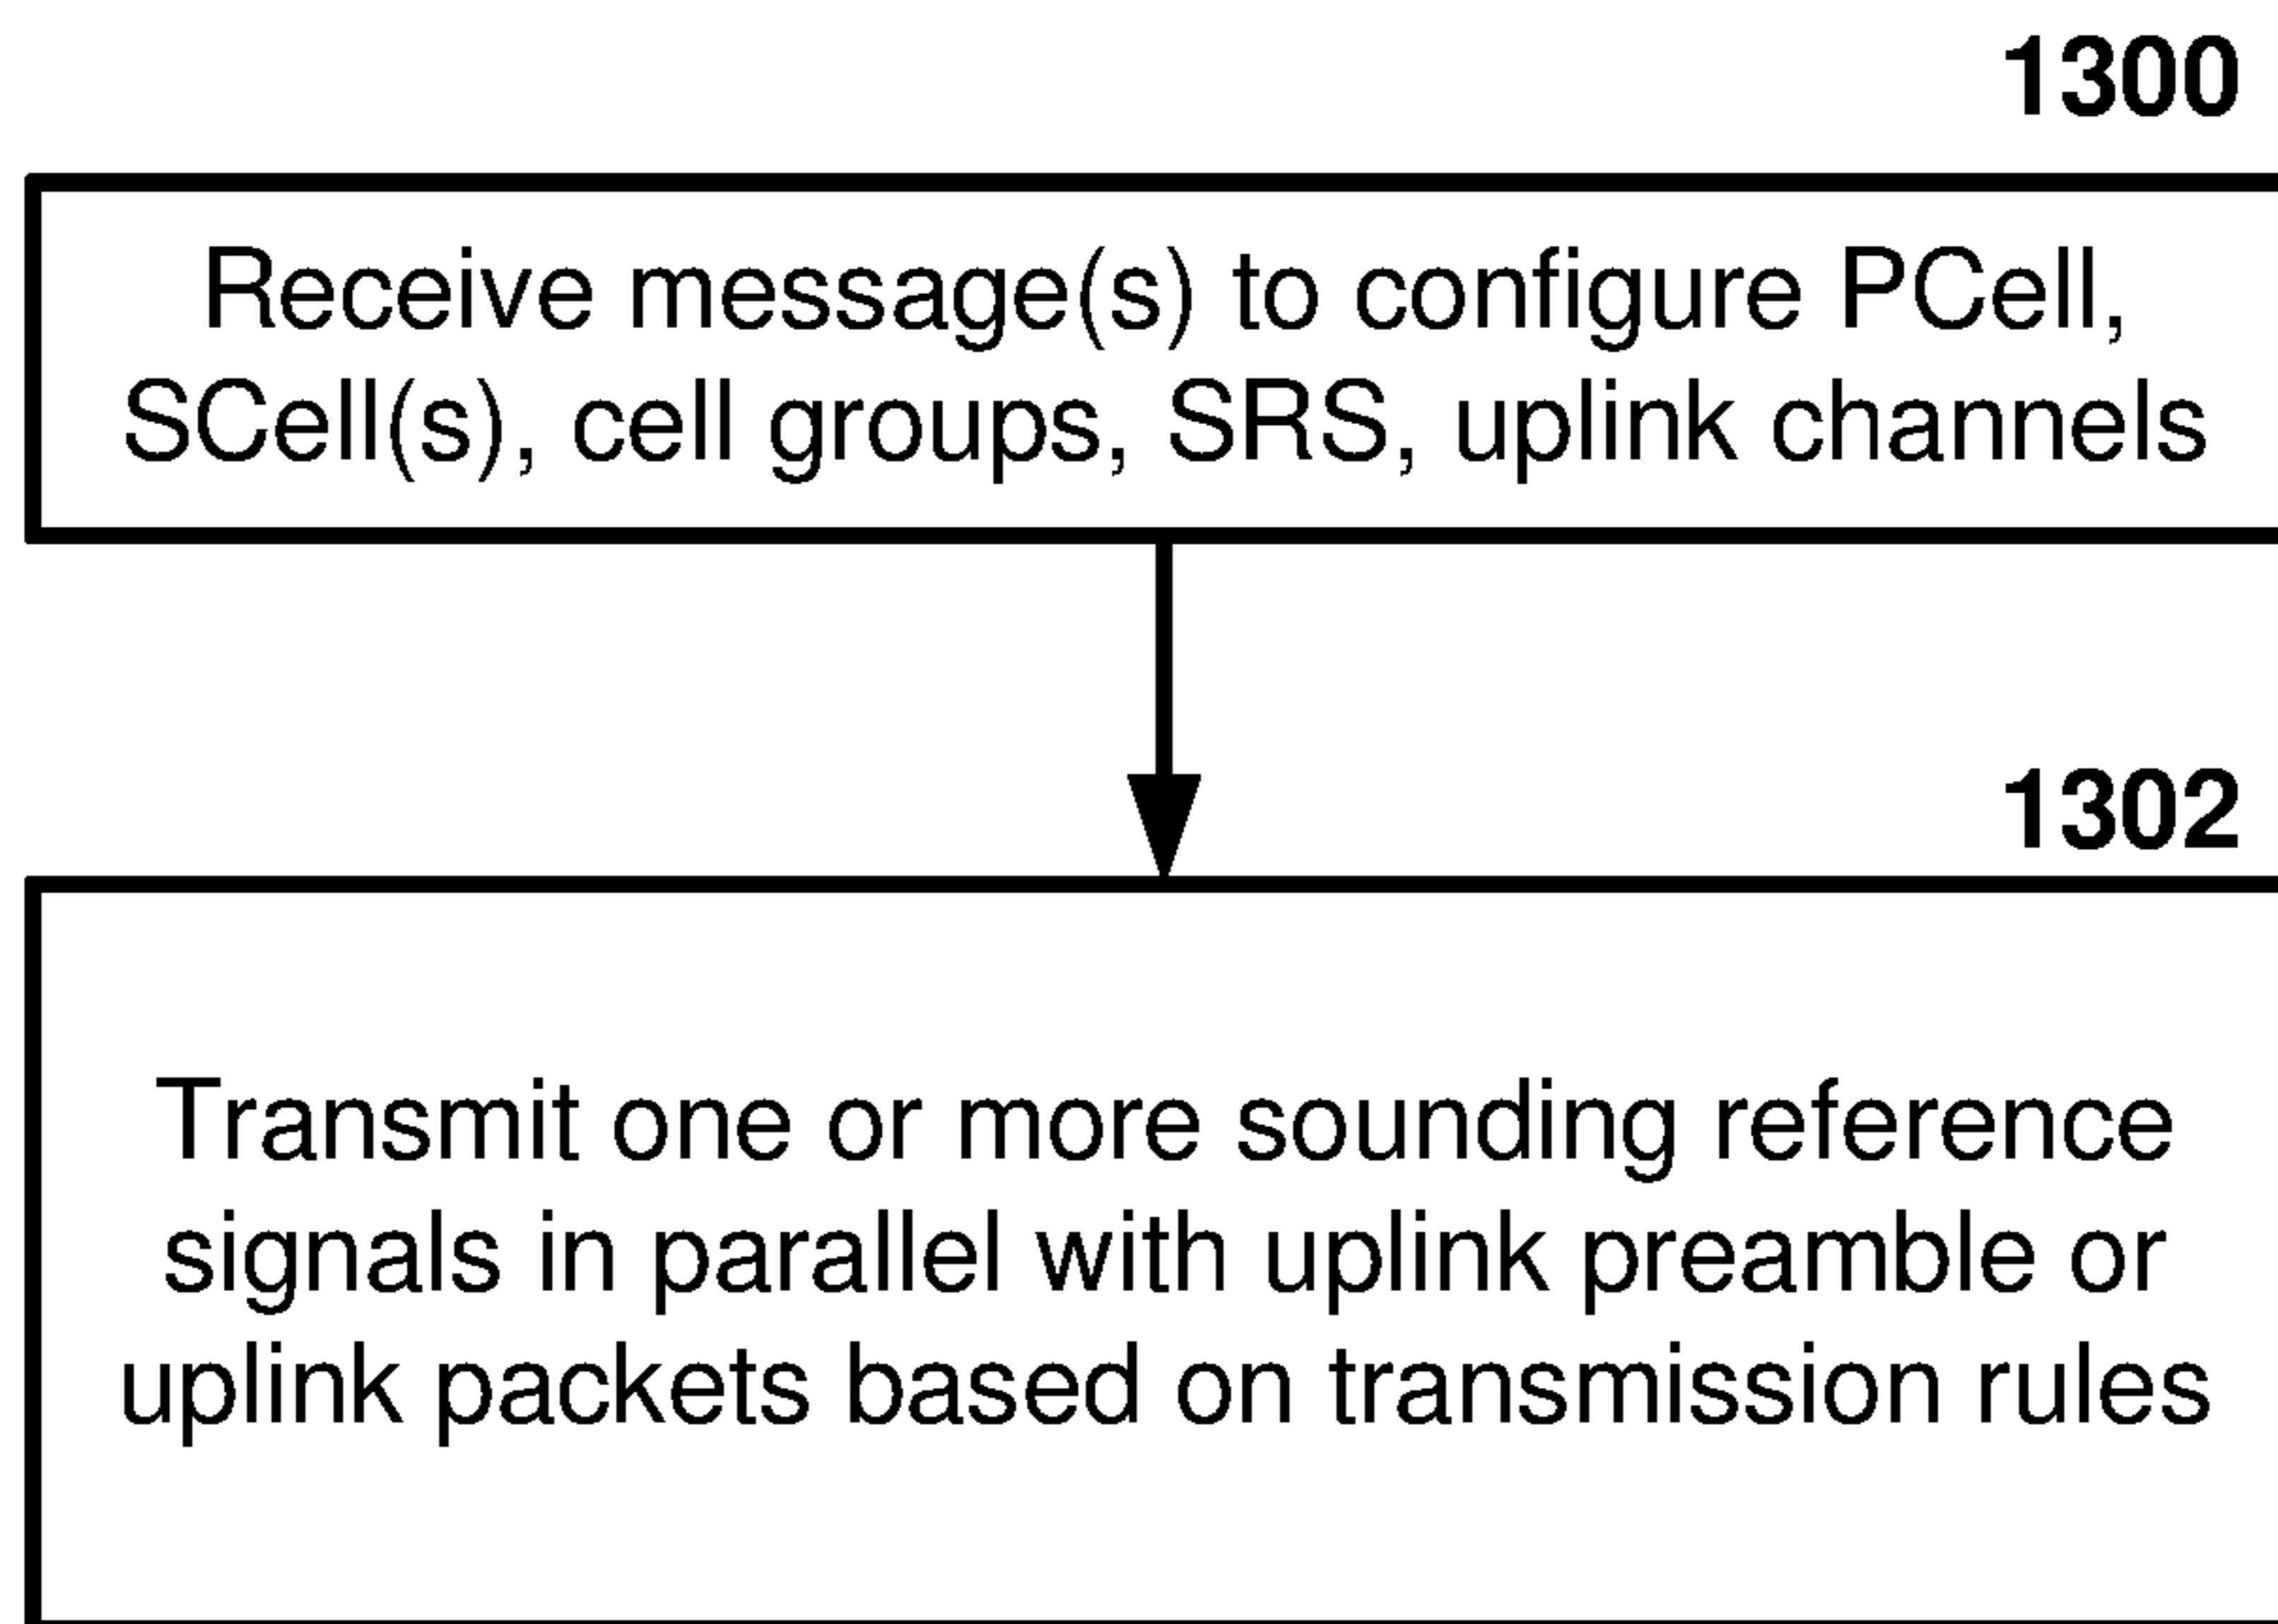 1300
Receive message(s) to configure PCell,
SCell(s), cell groups, SRS, uplink channels
1302
Transmit one or more sounding reference
signals in parallel with uplink preamble or
uplink packets based on transmission rules